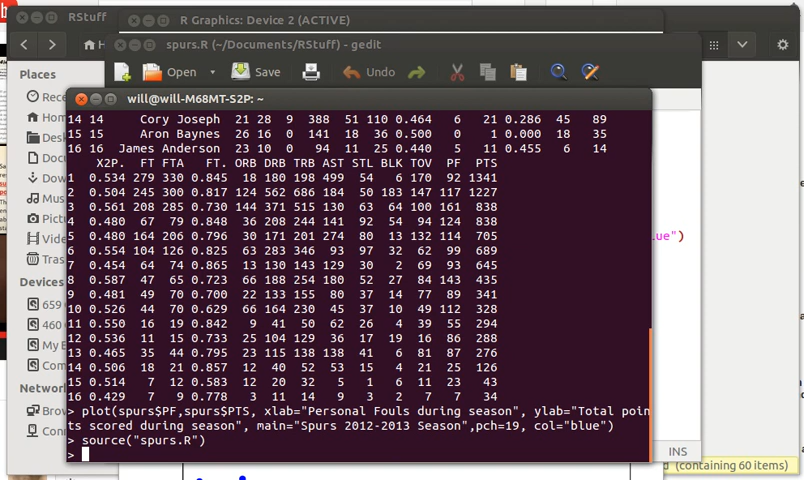 RStuff
R Graphics: Device 2 (ACTIVE)
spurs.R (~/Documents/RStuff) - gedit
Open Save Undo
Places
will@will-M68MT-S2P: ~
14 14 Cory Joseph 21 28 9 388 51 110 0.464 6 21 0.286 45 89
15 15 Aron Baynes 26 16 0 141 18 36 0.500 0 1 0.000 18 35
16 16 James Anderson 23 10 0 94 11 25 0.440 5 11 0.455 6 14
X2P. FT FTA FT. ORB DRB TRB AST STL BLK TOV PF PTS
1 0.534 279 330 0.845 18 180 198 499 54 6 170 92 1341
2 0.504 245 300 0.817 124 562 686 184 50 183 147 117 1227
3 0.561 208 285 0.730 144 371 515 130 63 64 100 161 838
4 0.480 67 79 0.848 36 208 244 141 92 54 94 124 838
5 0.480 164 206 0.796 30 171 201 274 80 13 132 114 705
6 0.554 104 126 0.825 63 283 346 93 97 32 62 99 689
7 0.454 64 74 0.865 13 130 143 129 30 2 69 93 645
8 0.587 47 65 0.723 66 188 254 180 52 27 84 143 435
9 0.481 49 70 0.700 22 133 155 80 37 14 77 89 341
10 0.526 44 70 0.629 66 164 230 45 37 10 49 112 328
11 0.550 16 19 0.842 9 41 50 62 26 4 39 55 294
12 0.536 11 15 0.733 25 104 129 36 17 19 16 86 288
13 0.465 35 44 0.795 23 115 138 138 41 6 81 87 276
14 0.506 18 21 0.857 12 40 52 53 15 4 21 25 126
15 0.514 7 12 0.583 12 20 32 5 1 6 11 23 43
16 0.429 7 9 0.778 3 11 14 9 3 2 7 7 34
> plot(spurs$PF,spurs$PTS, xlab="Personal Fouls during season", ylab="Total poin
ts scored during season", main="Spurs 2012-2013 Season",pch=19, col="blue")
> source("spurs.R")
>
Rece
Hom
Desk
Docu
Dow
Mus
Pictu
Vide
Tras
Devices
659
460
My E
Com
Netwo
Brow
Conn
ue")
INS
(containing 60 items)